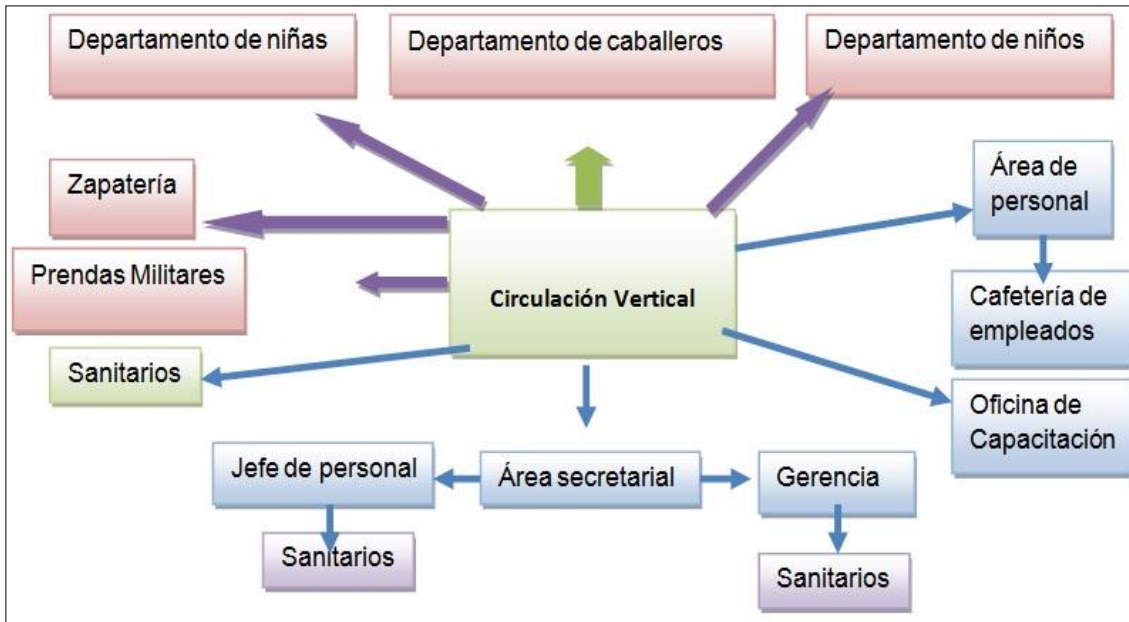 Departamento de niñas
Departamento de caballeros
Departamento de niños
Zapatería
Área de
personal
Prendas Militares
Circulación Vertical
Cafetería de
empleados
Sanitarios
Oficina de
Capacitación
Jefe de personal
Área secretarial
Gerencia
Sanitarios
Sanitarios